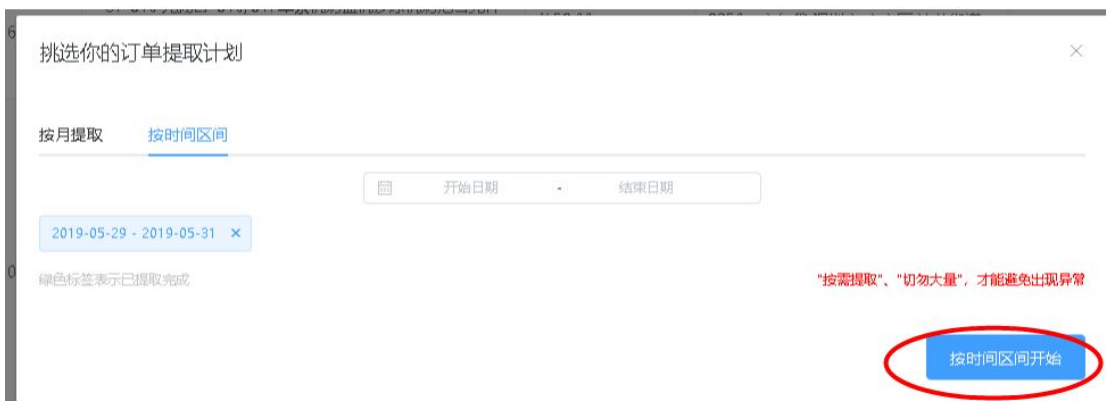 挑选你的订单提取计划
按月提取 按时间区间
开始日期 - 结束日期
2019-05-29 - 2019-05-31 ×
绿色标签表示已提取完成
"按需提取"、"切勿大量"，才能避免出现异常
按时间区间开始